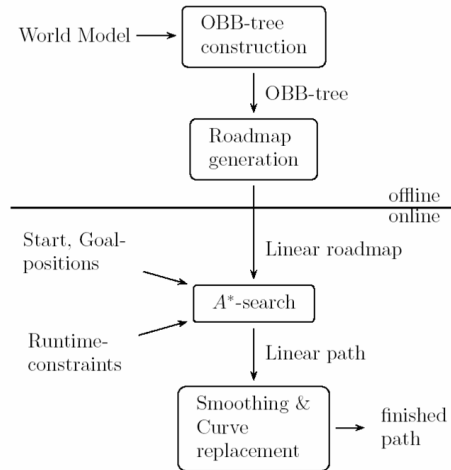 World Model
OBB-tree
construction
OBB-tree
Roadmap
generation
offline
online
Start, Goal-
positions
Linear roadmap
A*-search
Runtime-
constraints
Linear path
Smoothing &
Curve
replacement
finished
path